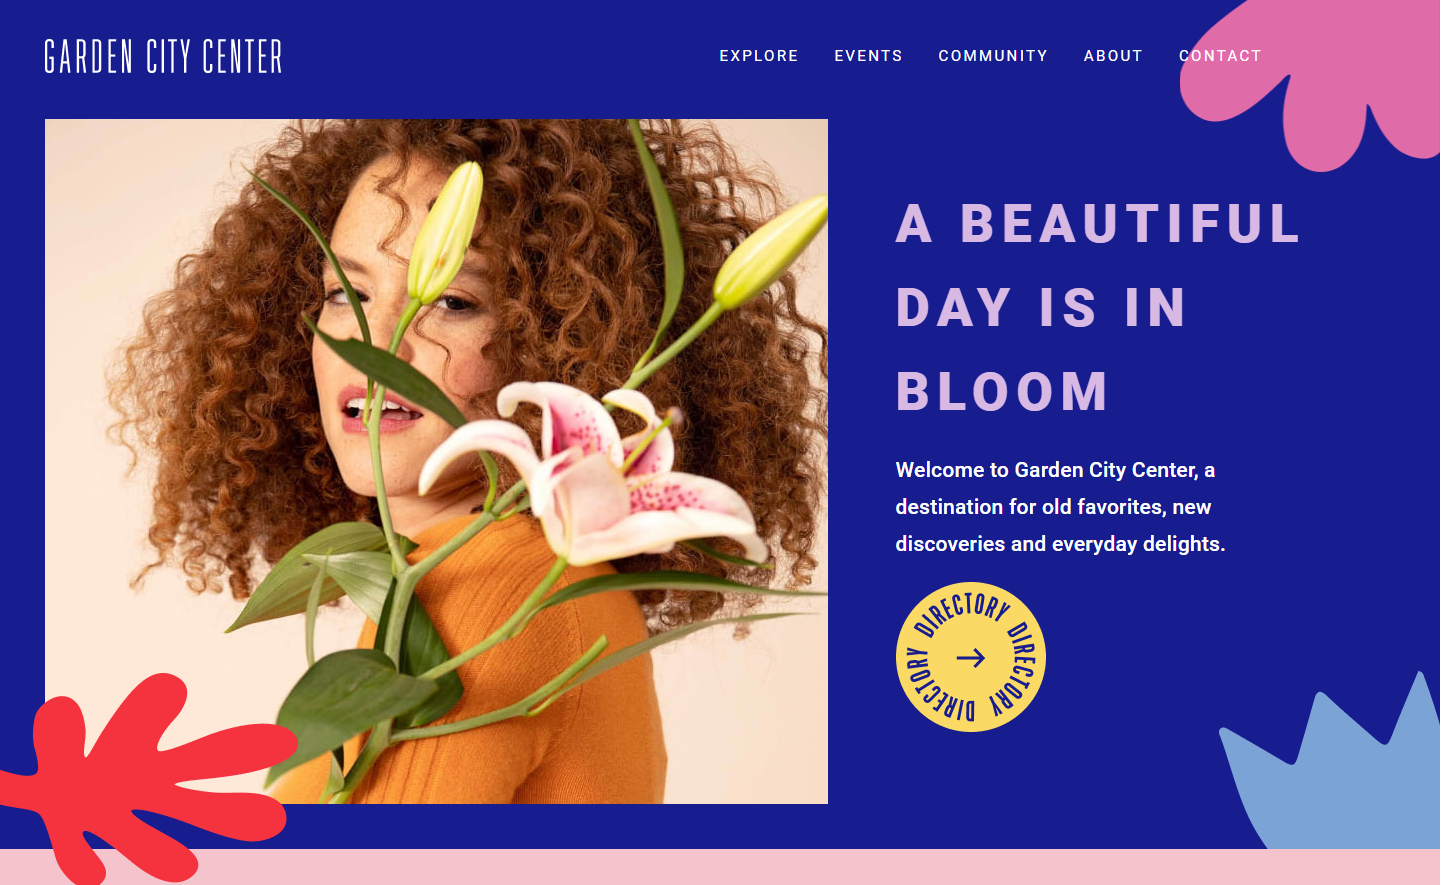 GARDEN CITY CENTER
EXPLORE EVENTS COMMUNITY ABOUT CONTACT
A BEAUTIFUL
DAY IS IN
BLOOM
Welcome to Garden City Center, a
destination for old favorites, new
discoveries and everyday delights.
DIRECTORY DIRECTORY DIRECTORY